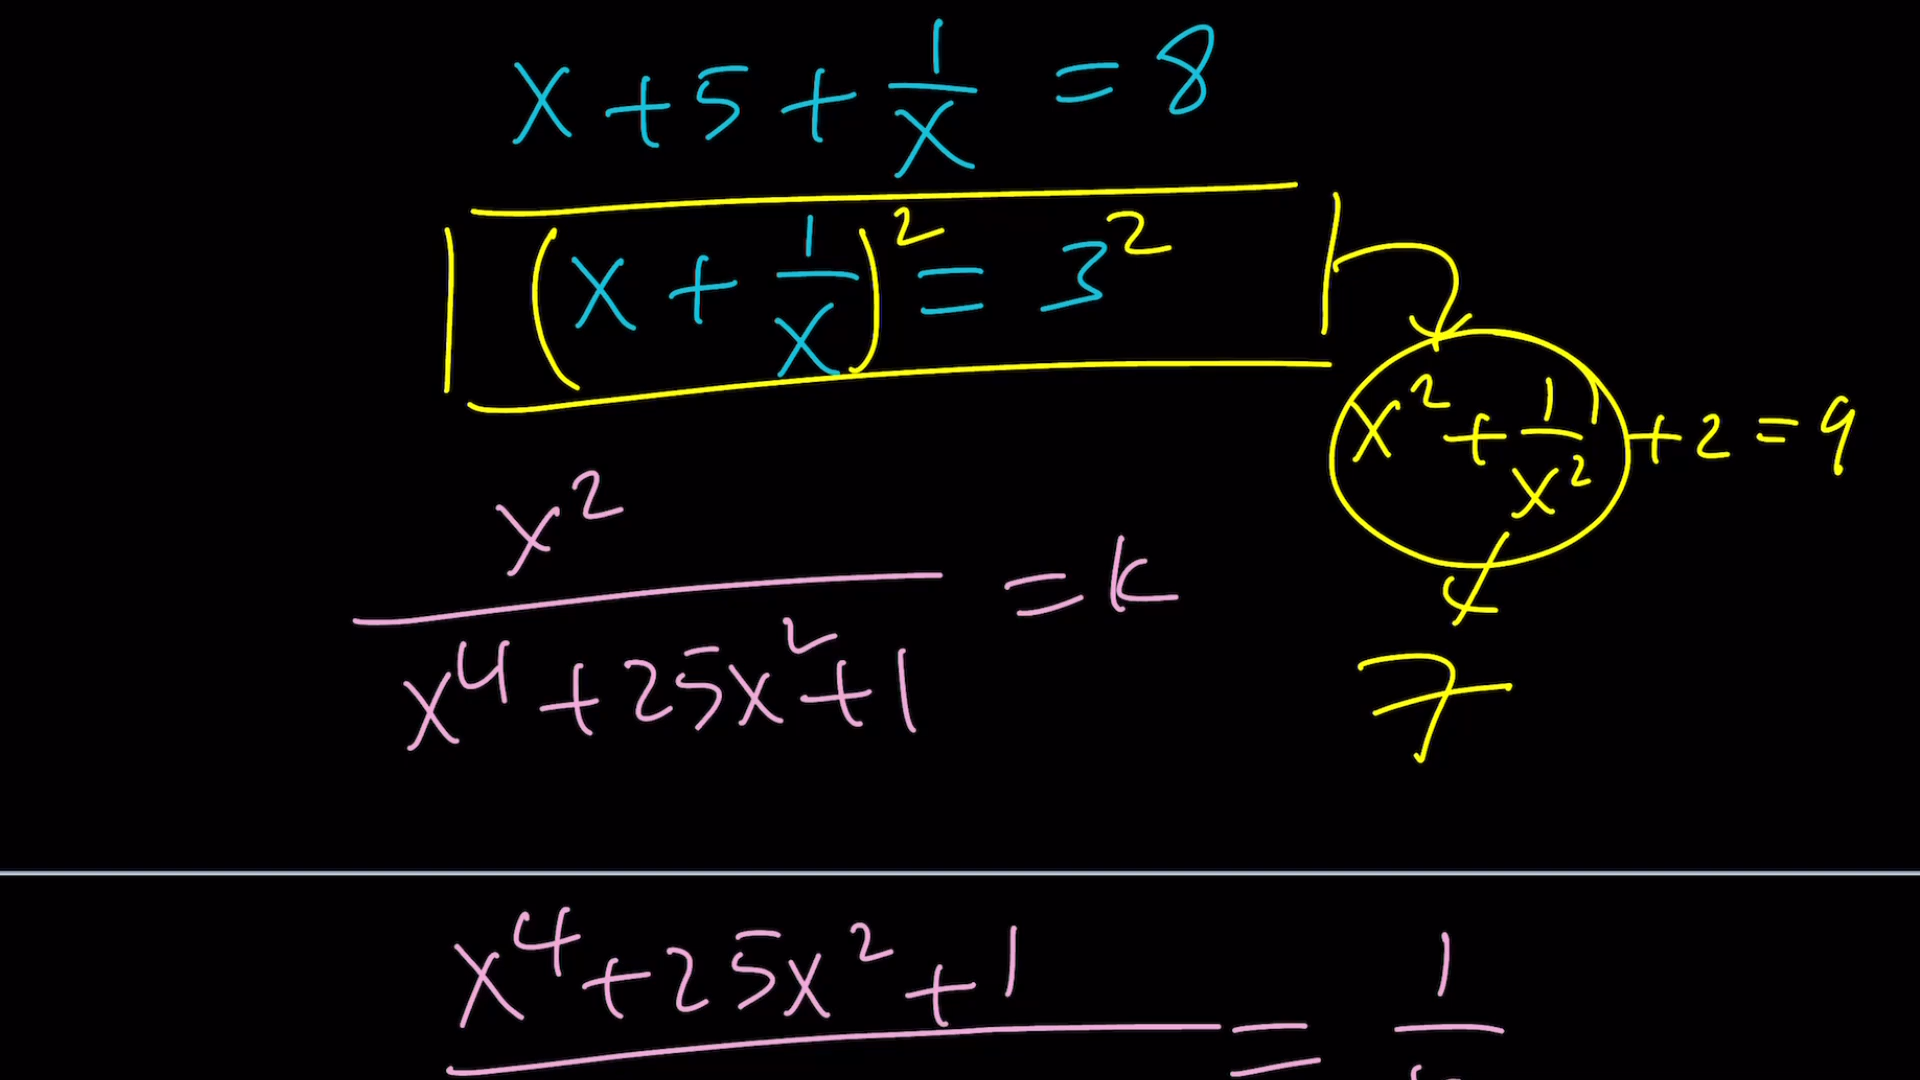 x + 5 + 1/x = 8
(x + 1/x)² = 3²
x² + 1/x² + 2 = 9
7
x² / (x⁴ + 25x² + 1) = k
x⁴ + 25x² + 1 = 1